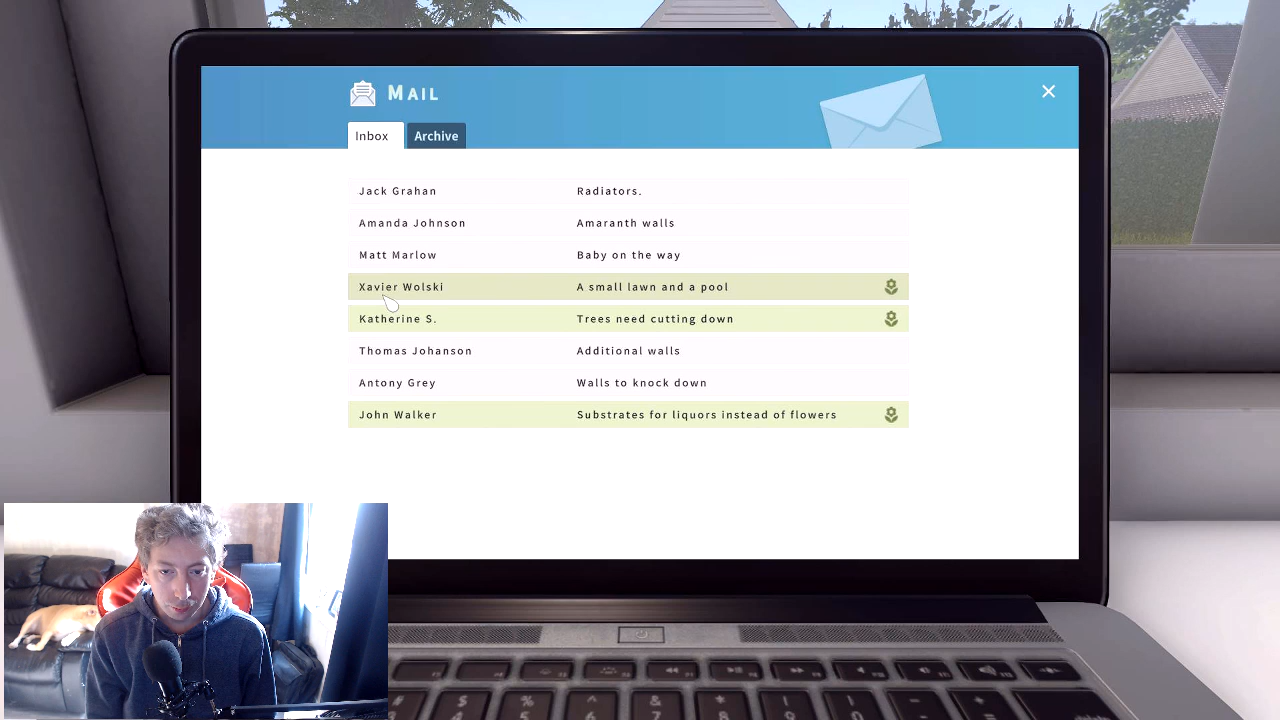 Mail
Inbox Archive
Jack Grahan Radiators.
Amanda Johnson Amaranth walls
Matt Marlow Baby on the way
Xavier Wolski A small lawn and a pool
Katherine S. Trees need cutting down
Thomas Johanson Additional walls
Antony Grey Walls to knock down
John Walker Substrates for liquors instead of flowers